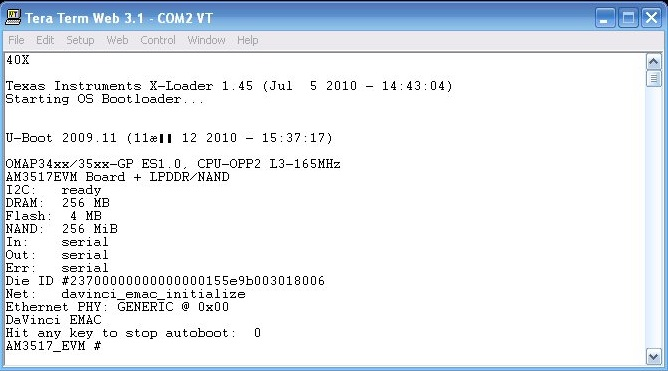 Tera Term Web 3.1 - COM2 VT
File Edit Setup Web Control Window Help
40X
Texas Instruments X-Loader 1.45 (Jul  5 2010 - 14:43:04)
Starting OS Bootloader...
U-Boot 2009.11 (11æ▮▮ 12 2010 - 15:37:17)
OMAP34xx/35xx-GP ES1.0, CPU-OPP2 L3-165MHz
AM3517EVM Board + LPDDR/NAND
I2C:   ready
DRAM:  256 MB
Flash:  4 MB
NAND:  256 MiB
In:    serial
Out:   serial
Err:   serial
Die ID #23700000000000000155e9b003018006
Net:   davinci_emac_initialize
Ethernet PHY: GENERIC @ 0x00
DaVinci EMAC
Hit any key to stop autoboot:  0
AM3517_EVM #